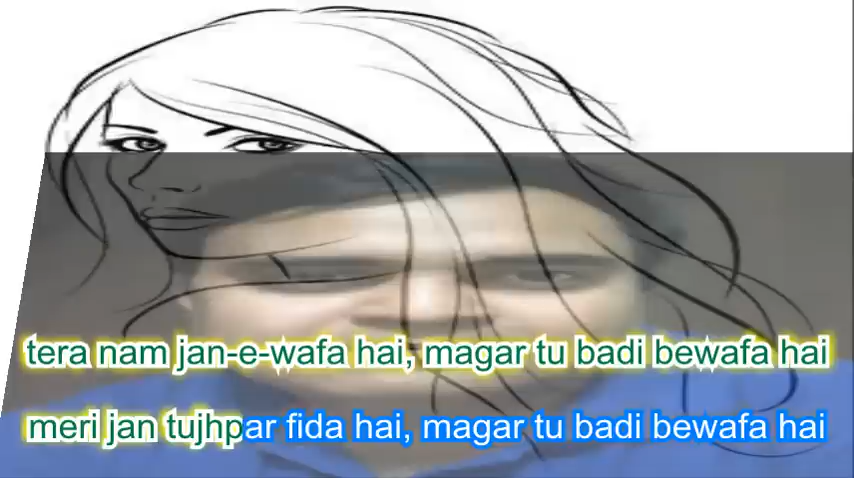 tera nam jan-e-wafa hai, magar tu badi bewafa hai
meri jan tujhpar fida hai, magar tu badi bewafa hai